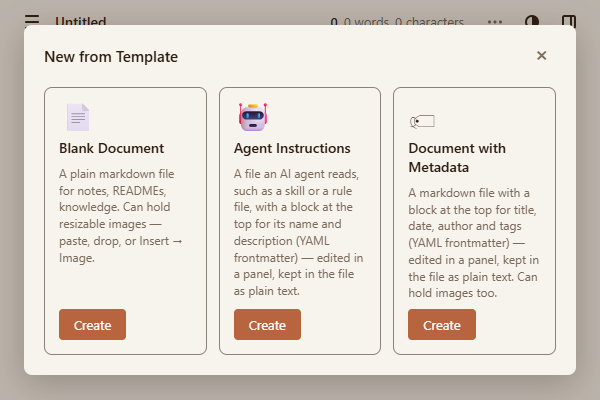 Untitled
0 0 words 0 characters
New from Template
Blank Document
A plain markdown file
for notes, READMEs,
knowledge. Can hold
resizable images —
paste, drop, or Insert →
Image.
Create
Agent Instructions
A file an AI agent reads,
such as a skill or a rule
file, with a block at the
top for its name and
description (YAML
frontmatter) — edited in
a panel, kept in the file
as plain text.
Create
Document with
Metadata
A markdown file with a
block at the top for title,
date, author and tags
(YAML frontmatter) —
edited in a panel, kept in
the file as plain text. Can
hold images too.
Create